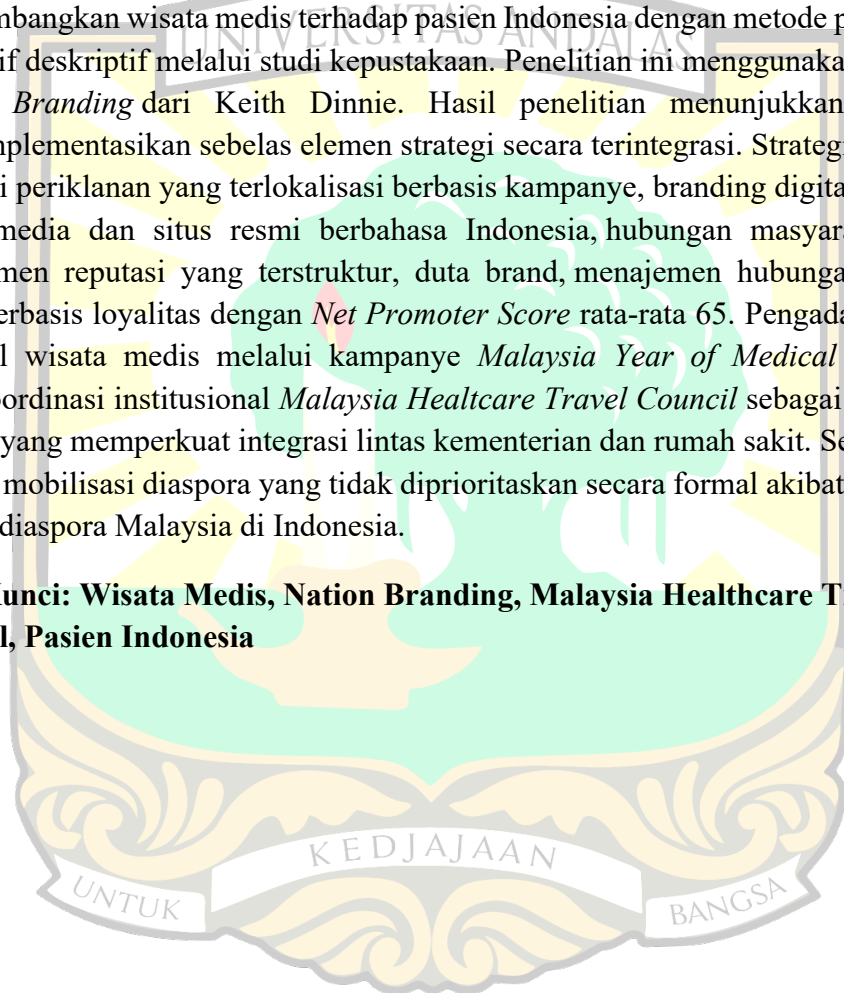 mbangkan wisata medis terhadap pasien Indonesia dengan metode p
UNIVERSITAS ANDALAS
if deskriptif melalui studi kepustakaan. Penelitian ini menggunaka
Branding dari Keith Dinnie. Hasil penelitian menunjukkan
nplementasikan sebelas elemen strategi secara terintegrasi. Strateg
i periklanan yang terlokalisasi berbasis kampanye, branding digita
media dan situs resmi berbahasa Indonesia, hubungan masyara
men reputasi yang terstruktur, duta brand, menajemen hubunga
erbasis loyalitas dengan Net Promoter Score rata-rata 65. Pengada
l wisata medis melalui kampanye Malaysia Year of Medical
oordinasi institusional Malaysia Healtcare Travel Council sebagai
yang memperkuat integrasi lintas kementerian dan rumah sakit. Se
mobilisasi diaspora yang tidak diprioritaskan secara formal akibat
diaspora Malaysia di Indonesia.
unci: Wisata Medis, Nation Branding, Malaysia Healthcare T
l, Pasien Indonesia
UNTUK KEDJAJAAN BANGSA